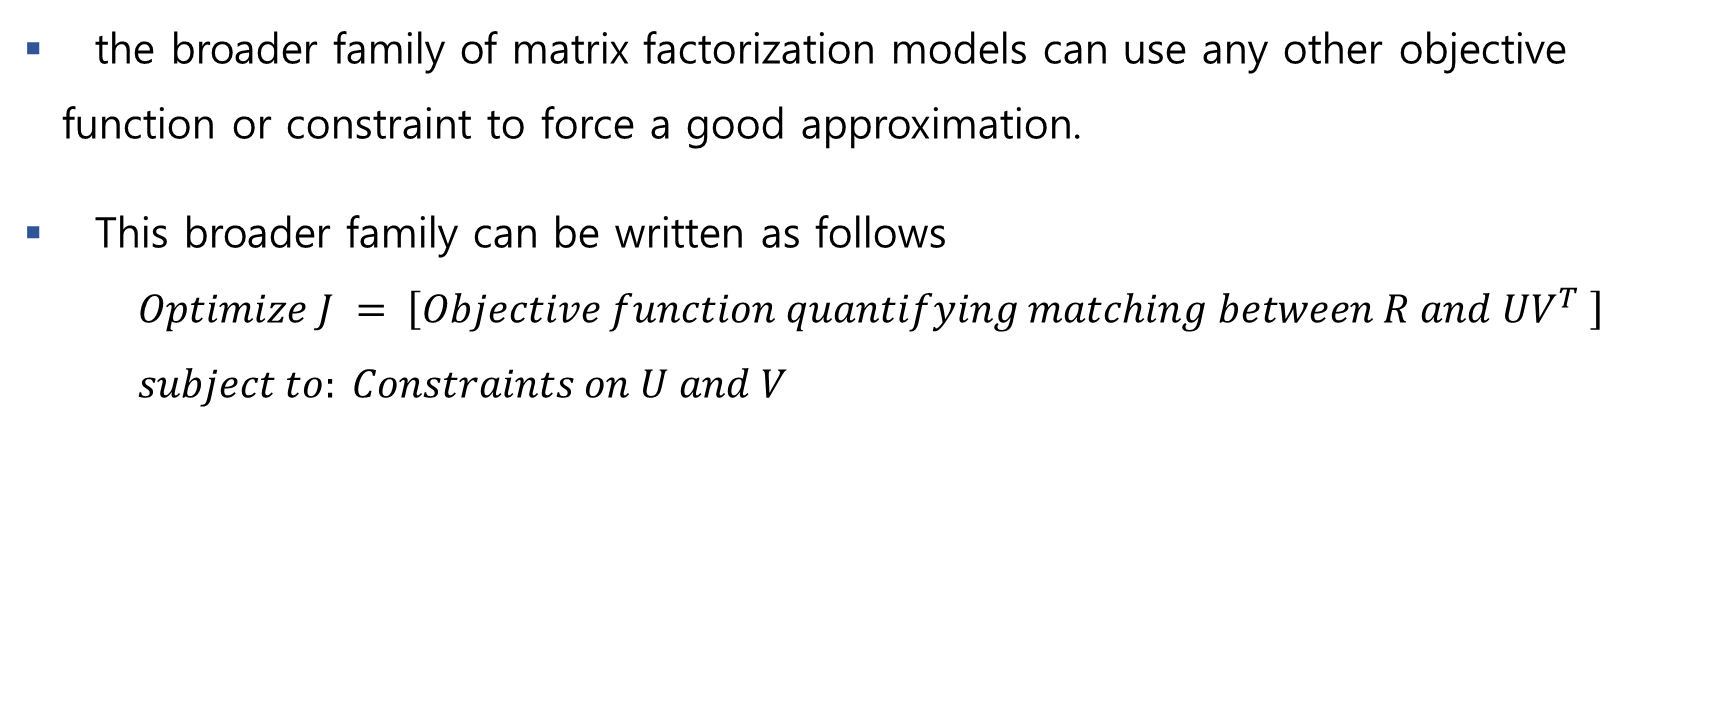 ▪ the broader family of matrix factorization models can use any other objective
function or constraint to force a good approximation.
▪ This broader family can be written as follows
Optimize J = [Objective function quantifying matching between R and UVᵀ ]
subject to: Constraints on U and V